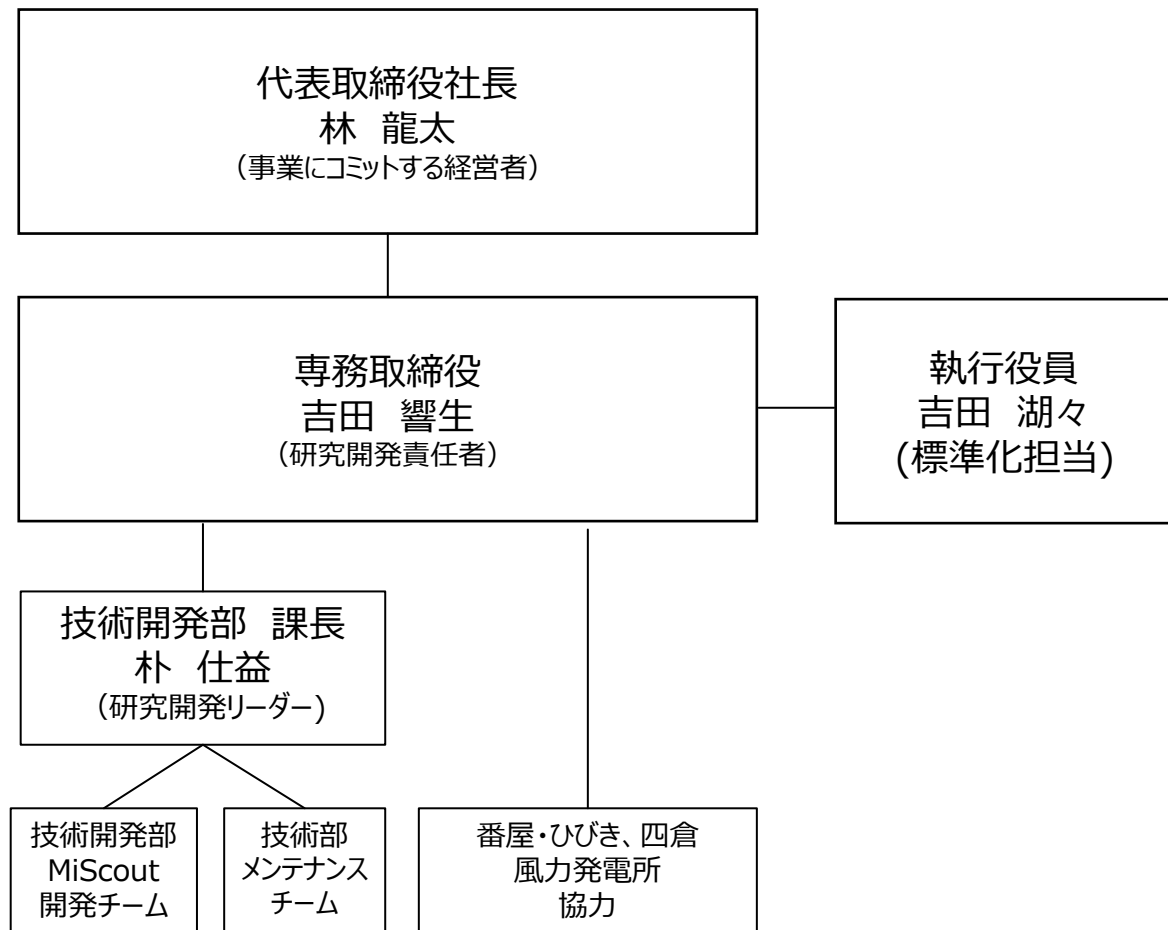 代表取締役社長
林 龍太
（事業にコミットする経営者）
専務取締役
吉田 響生
（研究開発責任者）
執行役員
吉田 湖々
(標準化担当)
技術開発部 課長
朴 仕益
（研究開発リーダー)
技術開発部
MiScout
開発チーム
技術部
メンテナンス
チーム
番屋・ひびき、四倉
風力発電所
協力